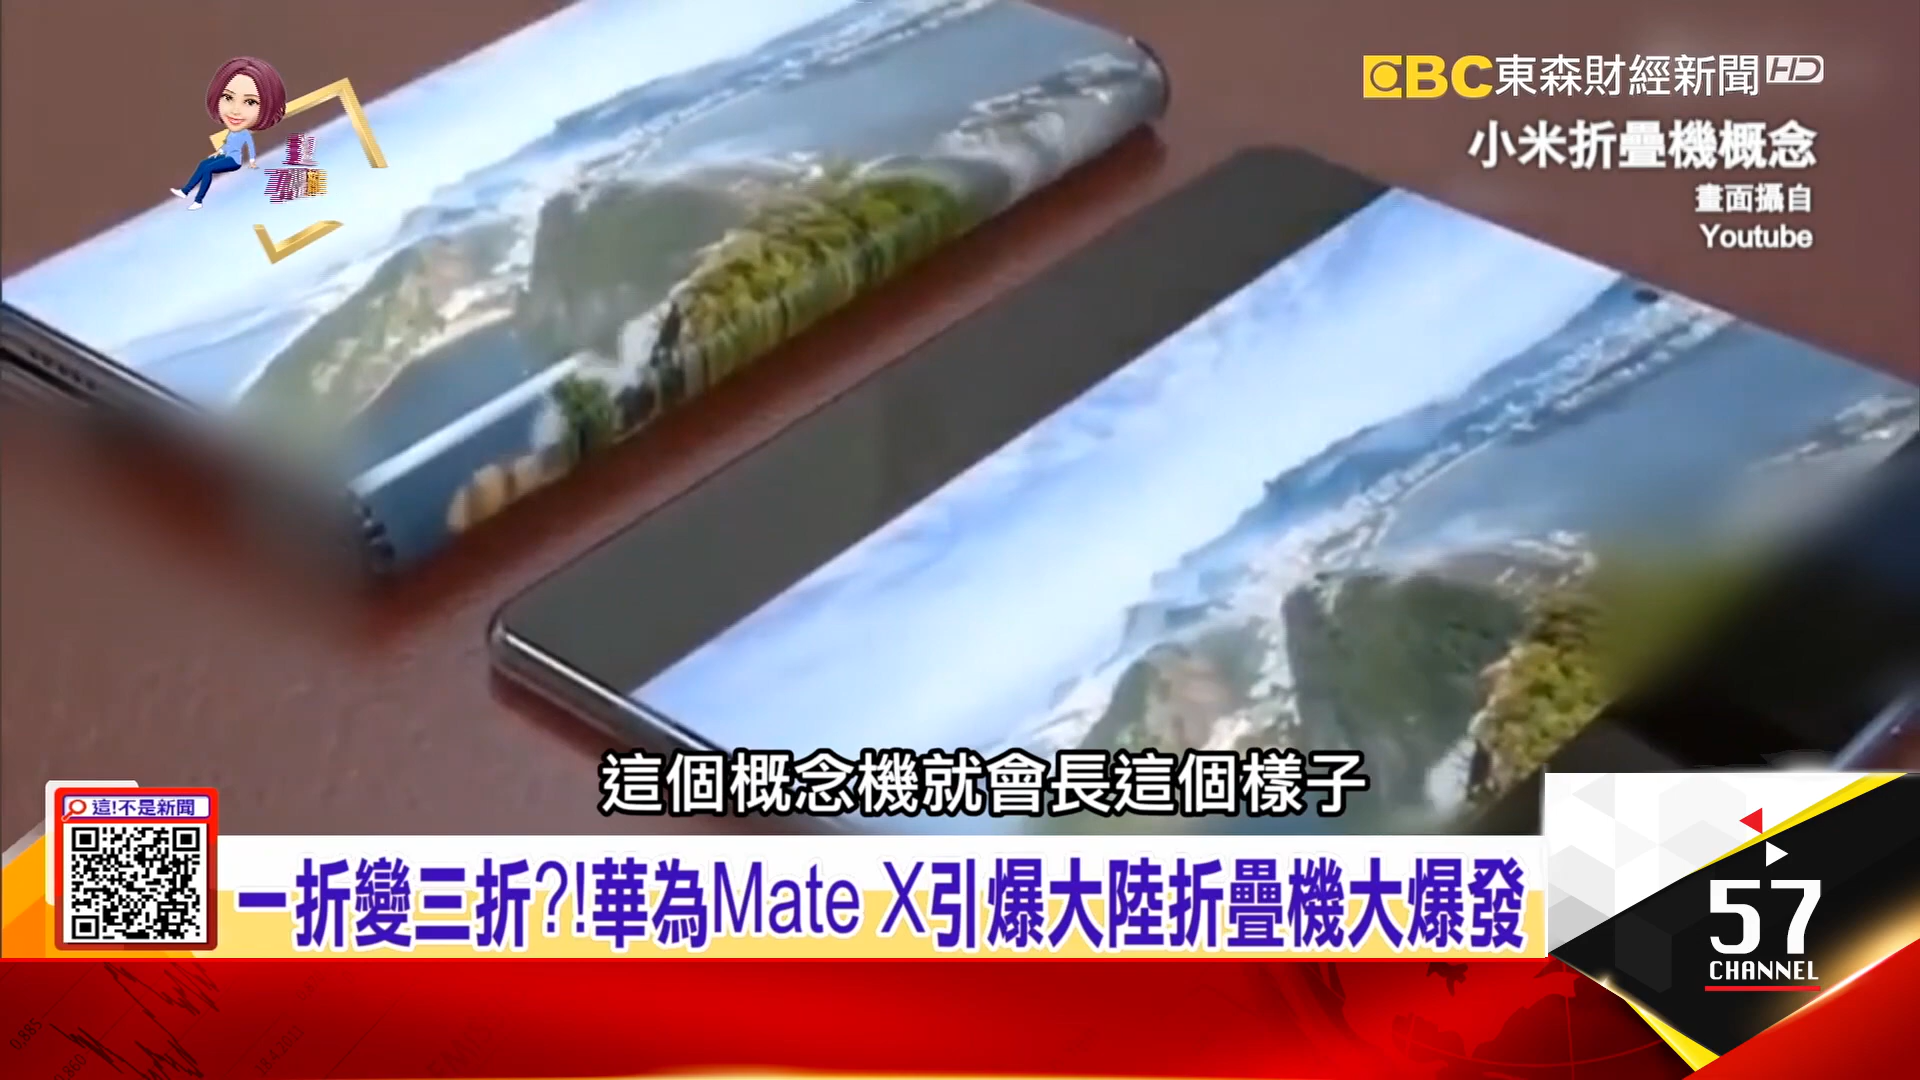 EBC東森財經新聞HD
小米折疊機概念
畫面攝自
Youtube
這個概念機就會長這個樣子
這!不是新聞
一折變三折?!華為Mate X引爆大陸折疊機大爆發
57
CHANNEL